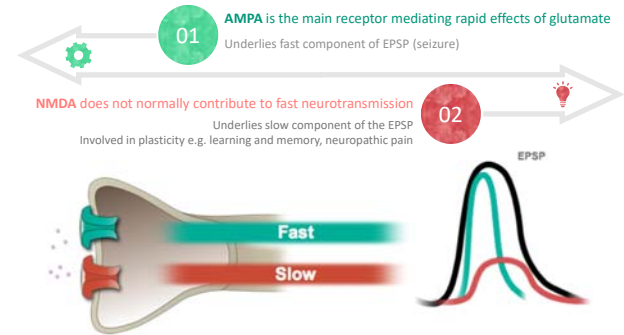 01
AMPA is the main receptor mediating rapid effects of glutamate
Underlies fast component of EPSP (seizure)
NMDA does not normally contribute to fast neurotransmission
02
Underlies slow component of the EPSP
Involved in plasticity e.g. learning and memory, neuropathic pain
EPSP
Fast
Slow